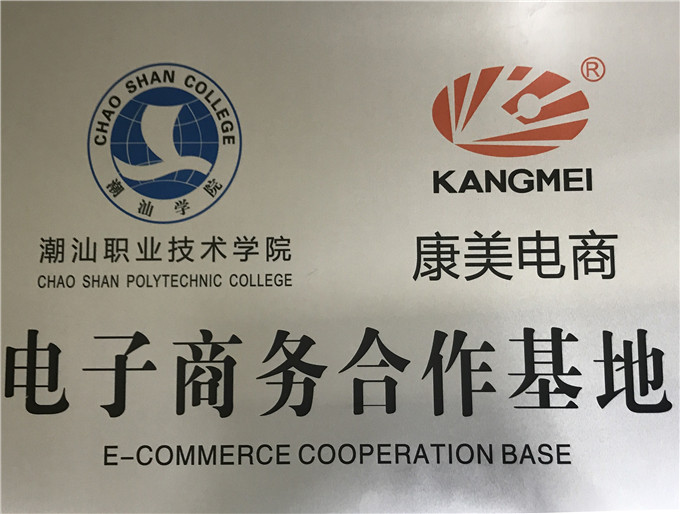 CHAO SHAN COLLEGE
潮汕学院
潮汕职业技术学院
CHAO SHAN POLYTECHNIC COLLEGE
®
KANGMEI
康美电商
电子商务合作基地
E-COMMERCE COOPERATION BASE